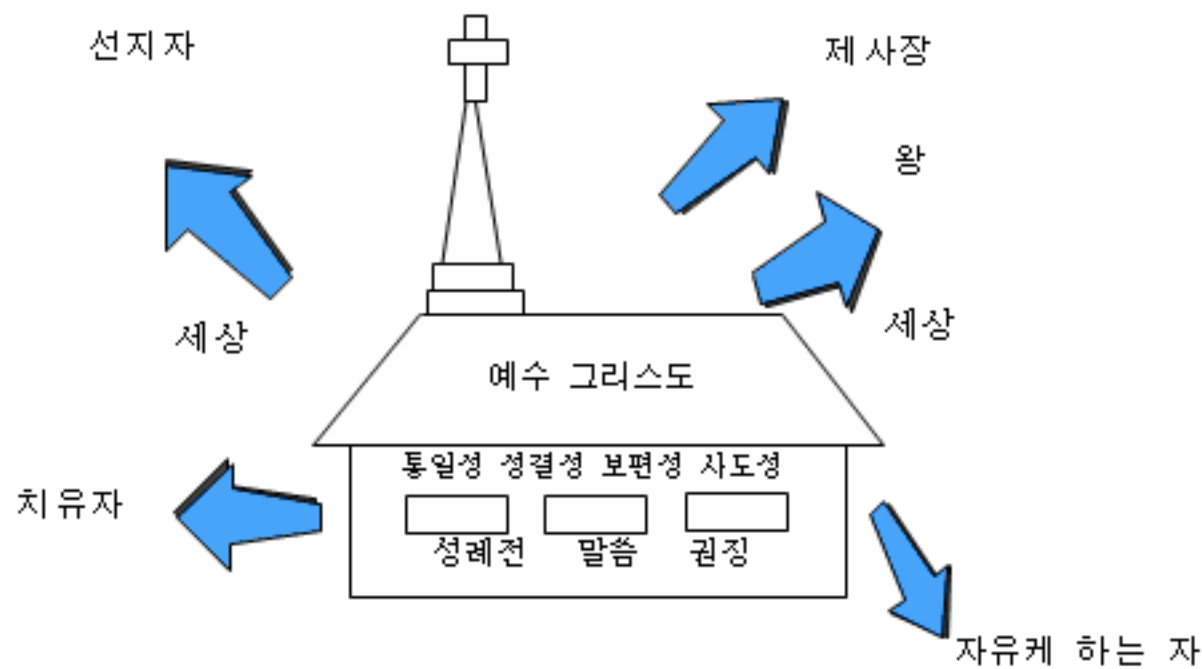 선지자
제사장
왕
세상
세상
예수 그리스도
통일성 성결성 보편성 사도성
치유자
성례전 말씀 권징
자유케 하는 자